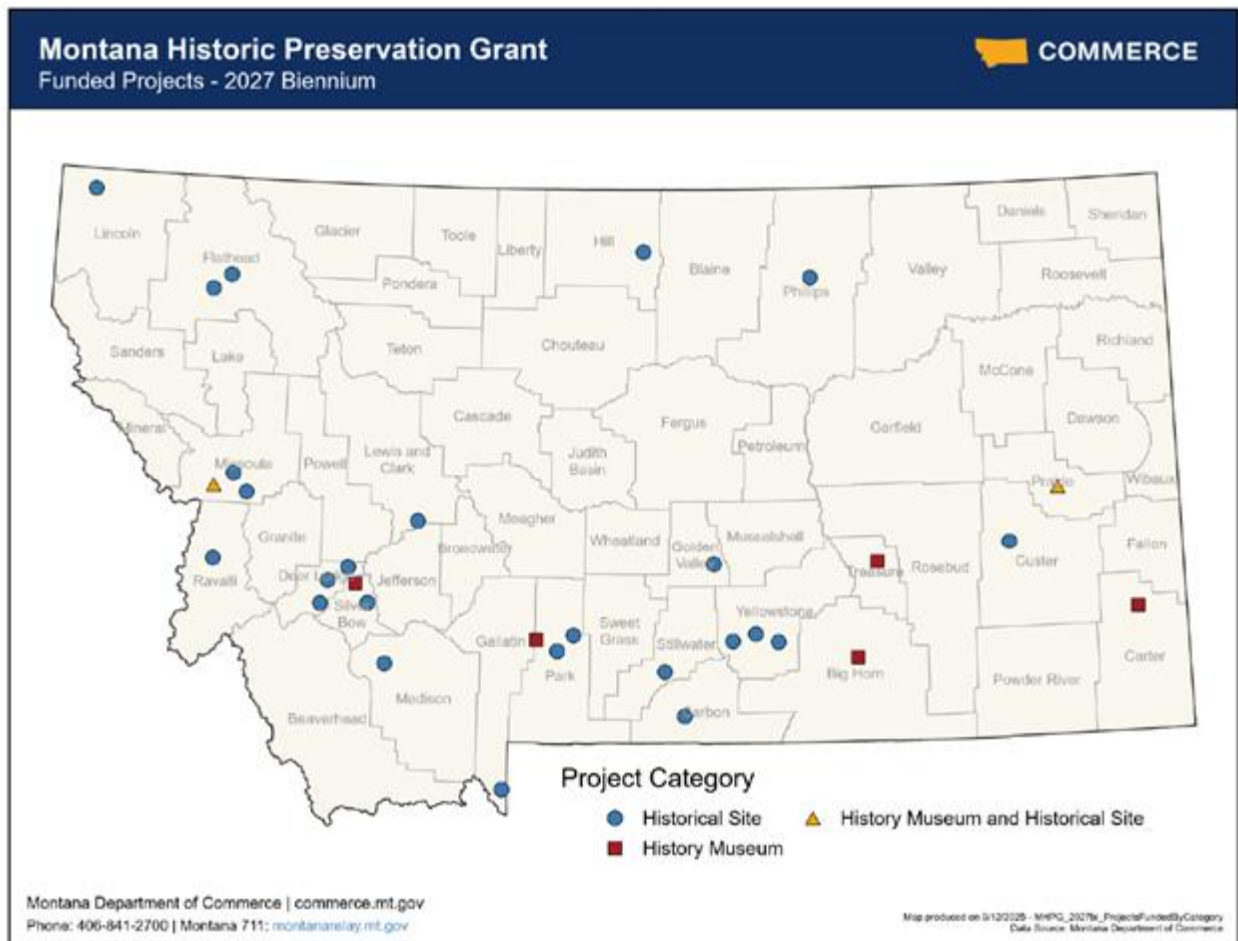 Montana Historic Preservation Grant
Funded Projects - 2027 Biennium
COMMERCE
Lincoln
Flathead
Glacier
Toole
Liberty
Hill
Blaine
Phillips
Valley
Daniels
Sheridan
Roosevelt
Pondera
Sanders
Lake
Teton
Chouteau
Richland
McCone
Dawson
Mineral
Missoula
Powell
Lewis and
Clark
Cascade
Judith
Basin
Fergus
Petroleum
Garfield
Prairie
Wibaux
Granite
Ravalli
Deer Lodge
Silver
Bow
Jefferson
Broadwater
Meagher
Wheatland
Golden
Valley
Musselshell
Treasure
Rosebud
Custer
Fallon
Beaverhead
Madison
Gallatin
Park
Sweet
Grass
Stillwater
Carbon
Yellowstone
Big Horn
Powder River
Carter
Project Category
Historical Site
History Museum and Historical Site
History Museum
Montana Department of Commerce | commerce.mt.gov
Phone: 406-841-2700 | Montana 711: montanarelay.mt.gov
Map produced on
Data Source: Montana Department of Commerce